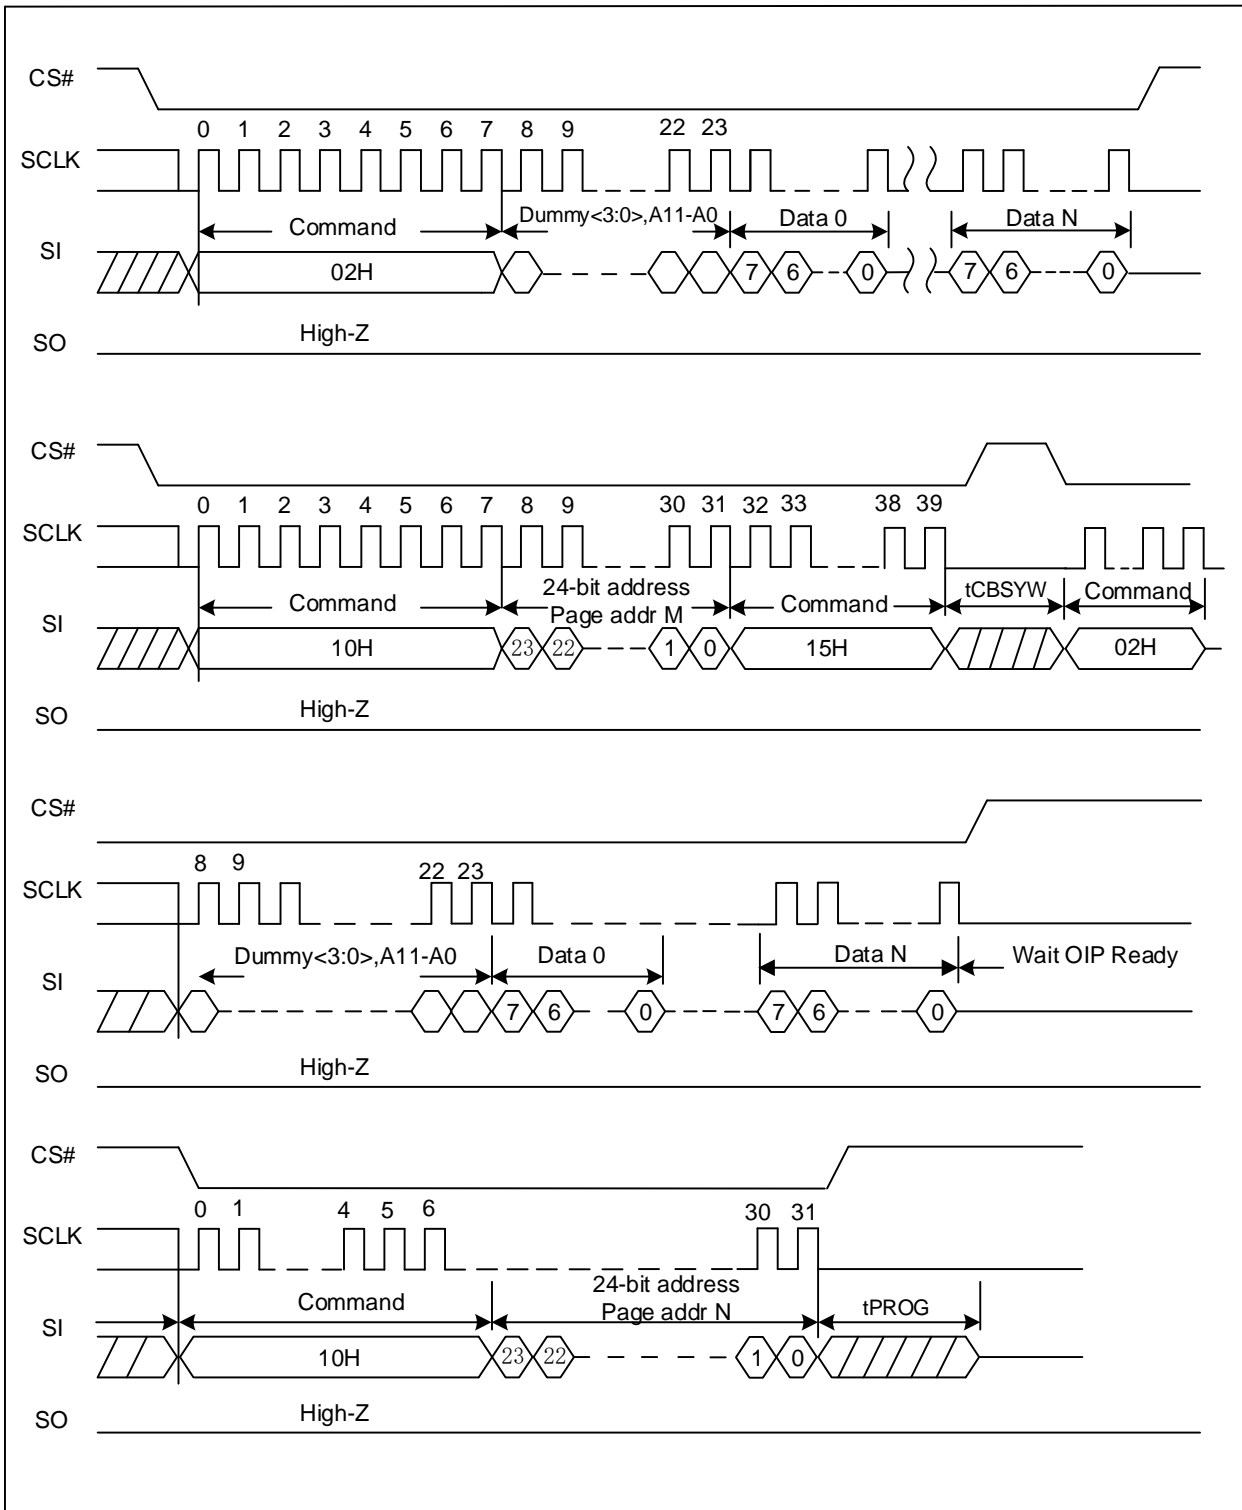 CS#
0 1 2 3 4 5 6 7 8 9 22 23
SCLK
Command Dummy<3:0>,A11-A0 Data 0 Data N
SI
02H 7 6 0 7 6 0
High-Z
SO
CS#
0 1 2 3 4 5 6 7 8 9 30 31 32 33 38 39
SCLK
24-bit address tCBSYW
Command Page addr M Command Command
SI
10H 23 22 1 0 15H 02H
High-Z
SO
CS#
8 9 22 23
SCLK
Dummy<3:0>,A11-A0 Data 0 Data N Wait OIP Ready
SI
7 6 0 7 6 0
High-Z
SO
CS#
0 1 4 5 6 30 31
SCLK
24-bit address
Command Page addr N tPROG
SI
10H 23 22 1 0
High-Z
SO